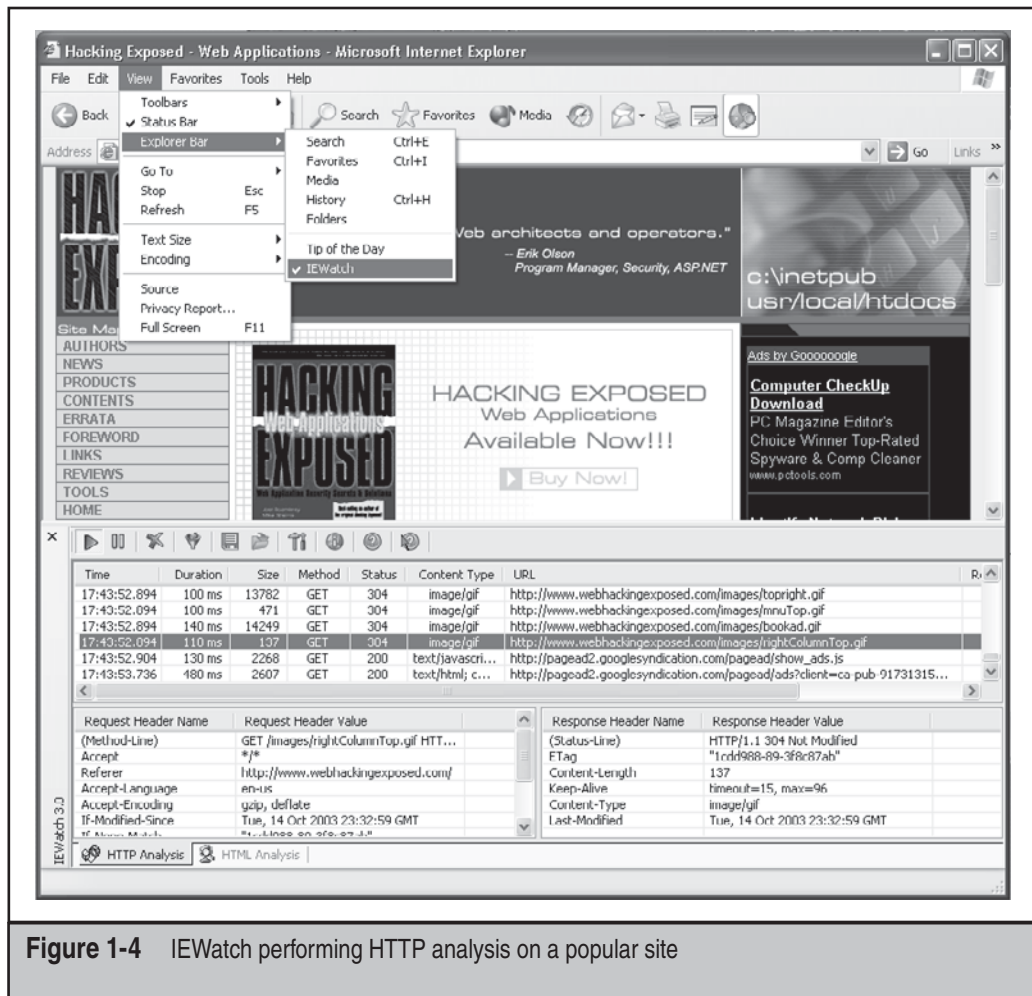 Hacking Exposed - Web Applications - Microsoft Internet Explorer
File Edit View Favorites Tools Help
Back Search Favorites Media
Toolbars
Status Bar
Explorer Bar
Go To
Stop Esc
Refresh F5
Text Size
Encoding
Source
Privacy Report...
Full Screen F11
Search Ctrl+E
Favorites Ctrl+I
Media
History Ctrl+H
Folders
Tip of the Day
IEWatch
Address Go Links »
Web architects and operators."
-- Erik Olson
Program Manager, Security, ASP.NET
c:\inetpub
usr/local/htdocs
HACKING
EXPOSED
Site Map
AUTHORS
NEWS
PRODUCTS
CONTENTS
ERRATA
FOREWORD
LINKS
REVIEWS
TOOLS
HOME
HACKING
Web Applications
EXPOSED
Web Application Security Secrets & Solutions
HACKING EXPOSED
Web Applications
Available Now!!!
Buy Now!
Ads by Goooooogle
Computer CheckUp
Download
PC Magazine Editor's
Choice Winner Top-Rated
Spyware & Comp Cleaner
www.pctools.com
Time Duration Size Method Status Content Type URL
17:43:52.894 100 ms 13782 GET 304 image/gif http://www.webhackingexposed.com/images/topright.gif
17:43:52.894 100 ms 471 GET 304 image/gif http://www.webhackingexposed.com/images/mnuTop.gif
17:43:52.894 140 ms 14249 GET 304 image/gif http://www.webhackingexposed.com/images/bookad.gif
17:43:52.894 110 ms 137 GET 304 image/gif http://www.webhackingexposed.com/images/rightColumnTop.gif
17:43:52.904 130 ms 2268 GET 200 text/javascri... http://pagead2.googlesyndication.com/pagead/show_ads.js
17:43:53.736 480 ms 2607 GET 200 text/html; c... http://pagead2.googlesyndication.com/pagead/ads?client=ca-pub-91731315...
Request Header Name Request Header Value
(Method-Line) GET /images/rightColumnTop.gif HTT...
Accept */*
Referer http://www.webhackingexposed.com/
Accept-Language en-us
Accept-Encoding gzip, deflate
If-Modified-Since Tue, 14 Oct 2003 23:32:59 GMT
Response Header Name Response Header Value
(Status-Line) HTTP/1.1 304 Not Modified
ETag "1cdd988-89-3f8c87ab"
Content-Length 137
Keep-Alive timeout=15, max=96
Content-Type image/gif
Last-Modified Tue, 14 Oct 2003 23:32:59 GMT
IEWatch 3.0
HTTP Analysis HTML Analysis
Figure 1-4 IEWatch performing HTTP analysis on a popular site